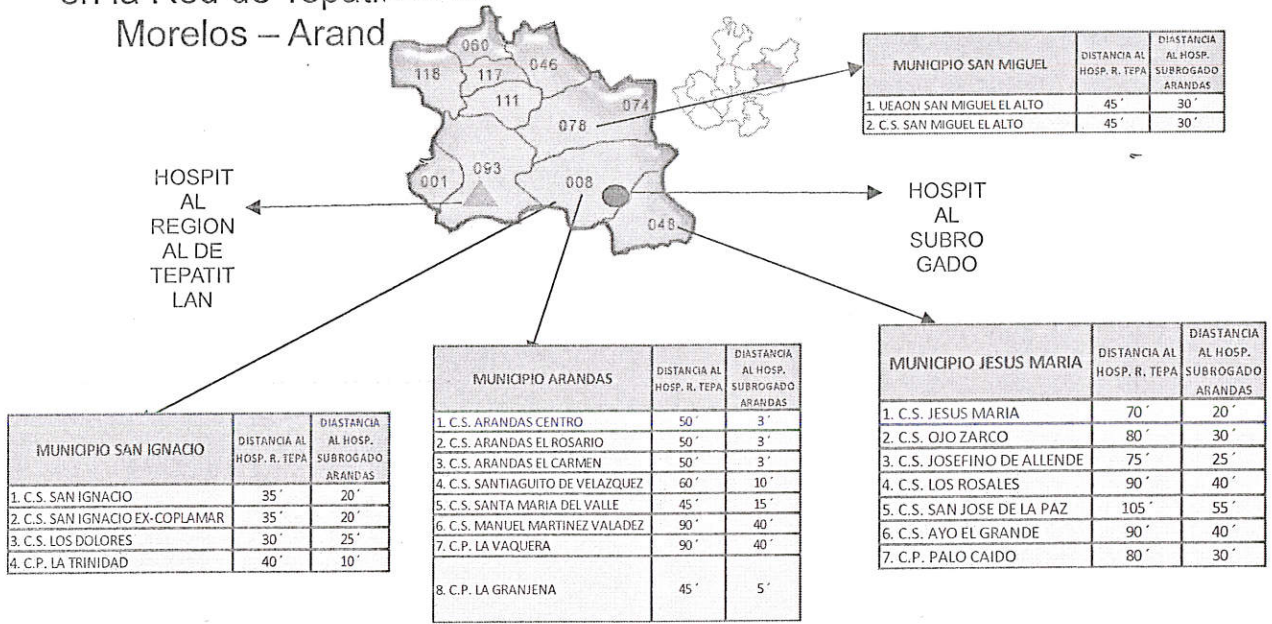 Morelos – Arand
060
118
117
046
111
074
078
093
001
008
048
HOSPIT
AL
REGION
AL DE
TEPATIT
LAN
HOSPIT
AL
SUBRO
GADO
MUNICIPIO SAN MIGUEL DISTANCIA AL HOSP. R. TEPA DIASTANCIA AL HOSP. SUBROGADO ARANDAS
1. UEAON SAN MIGUEL EL ALTO 45´ 30´
2. C.S. SAN MIGUEL EL ALTO 45´ 30´
MUNICIPIO SAN IGNACIO DISTANCIA AL HOSP. R. TEPA DIASTANCIA AL HOSP. SUBROGADO ARANDAS
1. C.S. SAN IGNACIO 35´ 20´
2. C.S. SAN IGNACIO EX-COPLAMAR 35´ 20´
3. C.S. LOS DOLORES 30´ 25´
4. C.P. LA TRINIDAD 40´ 10´
MUNICIPIO ARANDAS DISTANCIA AL HOSP. R. TEPA DIASTANCIA AL HOSP. SUBROGADO ARANDAS
1. C.S. ARANDAS CENTRO 50´ 3´
2. C.S. ARANDAS EL ROSARIO 50´ 3´
3. C.S. ARANDAS EL CARMEN 50´ 3´
4. C.S. SANTIAGUITO DE VELAZQUEZ 60´ 10´
5. C.S. SANTA MARIA DEL VALLE 45´ 15´
6. C.S. MANUEL MARTINEZ VALADEZ 90´ 40´
7. C.P. LA VAQUERA 90´ 40´
8. C.P. LA GRANJENA 45´ 5´
MUNICIPIO JESUS MARIA DISTANCIA AL HOSP. R. TEPA DIASTANCIA AL HOSP. SUBROGADO ARANDAS
1. C.S. JESUS MARIA 70´ 20´
2. C.S. OJO ZARCO 80´ 30´
3. C.S. JOSEFINO DE ALLENDE 75´ 25´
4. C.S. LOS ROSALES 90´ 40´
5. C.S. SAN JOSE DE LA PAZ 105´ 55´
6. C.S. AYO EL GRANDE 90´ 40´
7. C.P. PALO CAIDO 80´ 30´